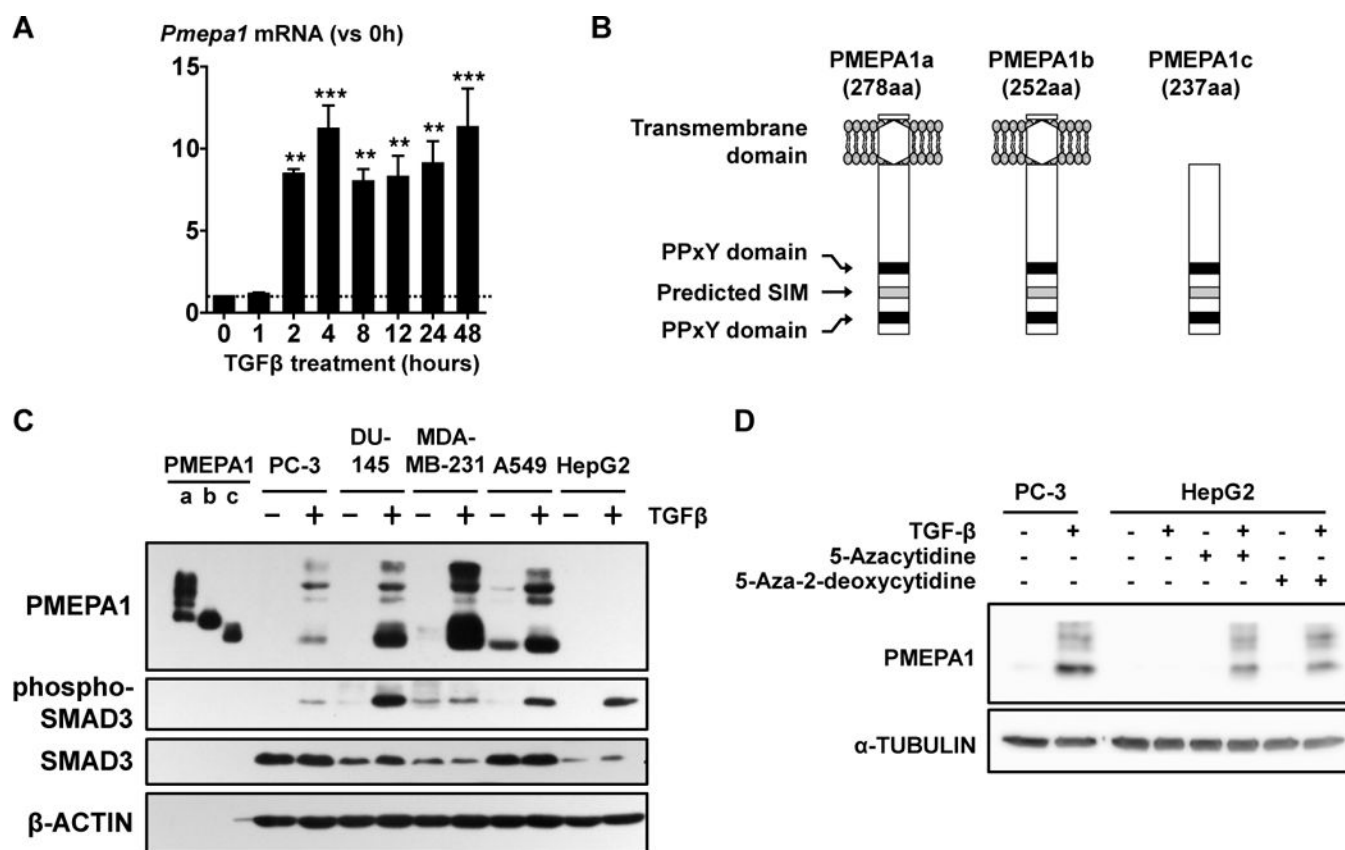 A
Pmepa1 mRNA (vs 0h)
15
10
5
0
** *** ** ** ** ***
0 1 2 4 8 12 24 48
TGFβ treatment (hours)
B
PMEPA1a PMEPA1b PMEPA1c
(278aa) (252aa) (237aa)
Transmembrane
domain
PPxY domain
Predicted SIM
PPxY domain
C
PMEPA1 PC-3 DU-145 MDA-MB-231 A549 HepG2
a b c − + − + − + − + − + TGFβ
PMEPA1
phospho-
SMAD3
SMAD3
β-ACTIN
D
PC-3 HepG2
TGF-β - + - + - + - +
5-Azacytidine - - - - + + - -
5-Aza-2-deoxycytidine - - - - - - + +
PMEPA1
α-TUBULIN